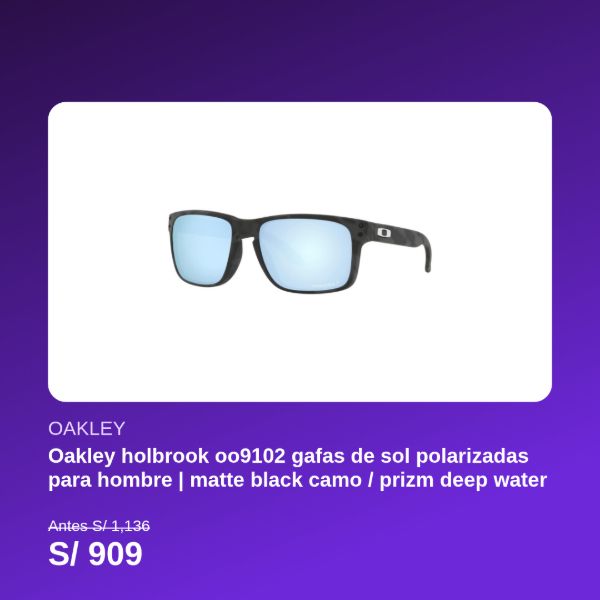 OAKLEY
Oakley holbrook oo9102 gafas de sol polarizadas
para hombre | matte black camo / prizm deep water
Antes S/ 1,136
S/ 909